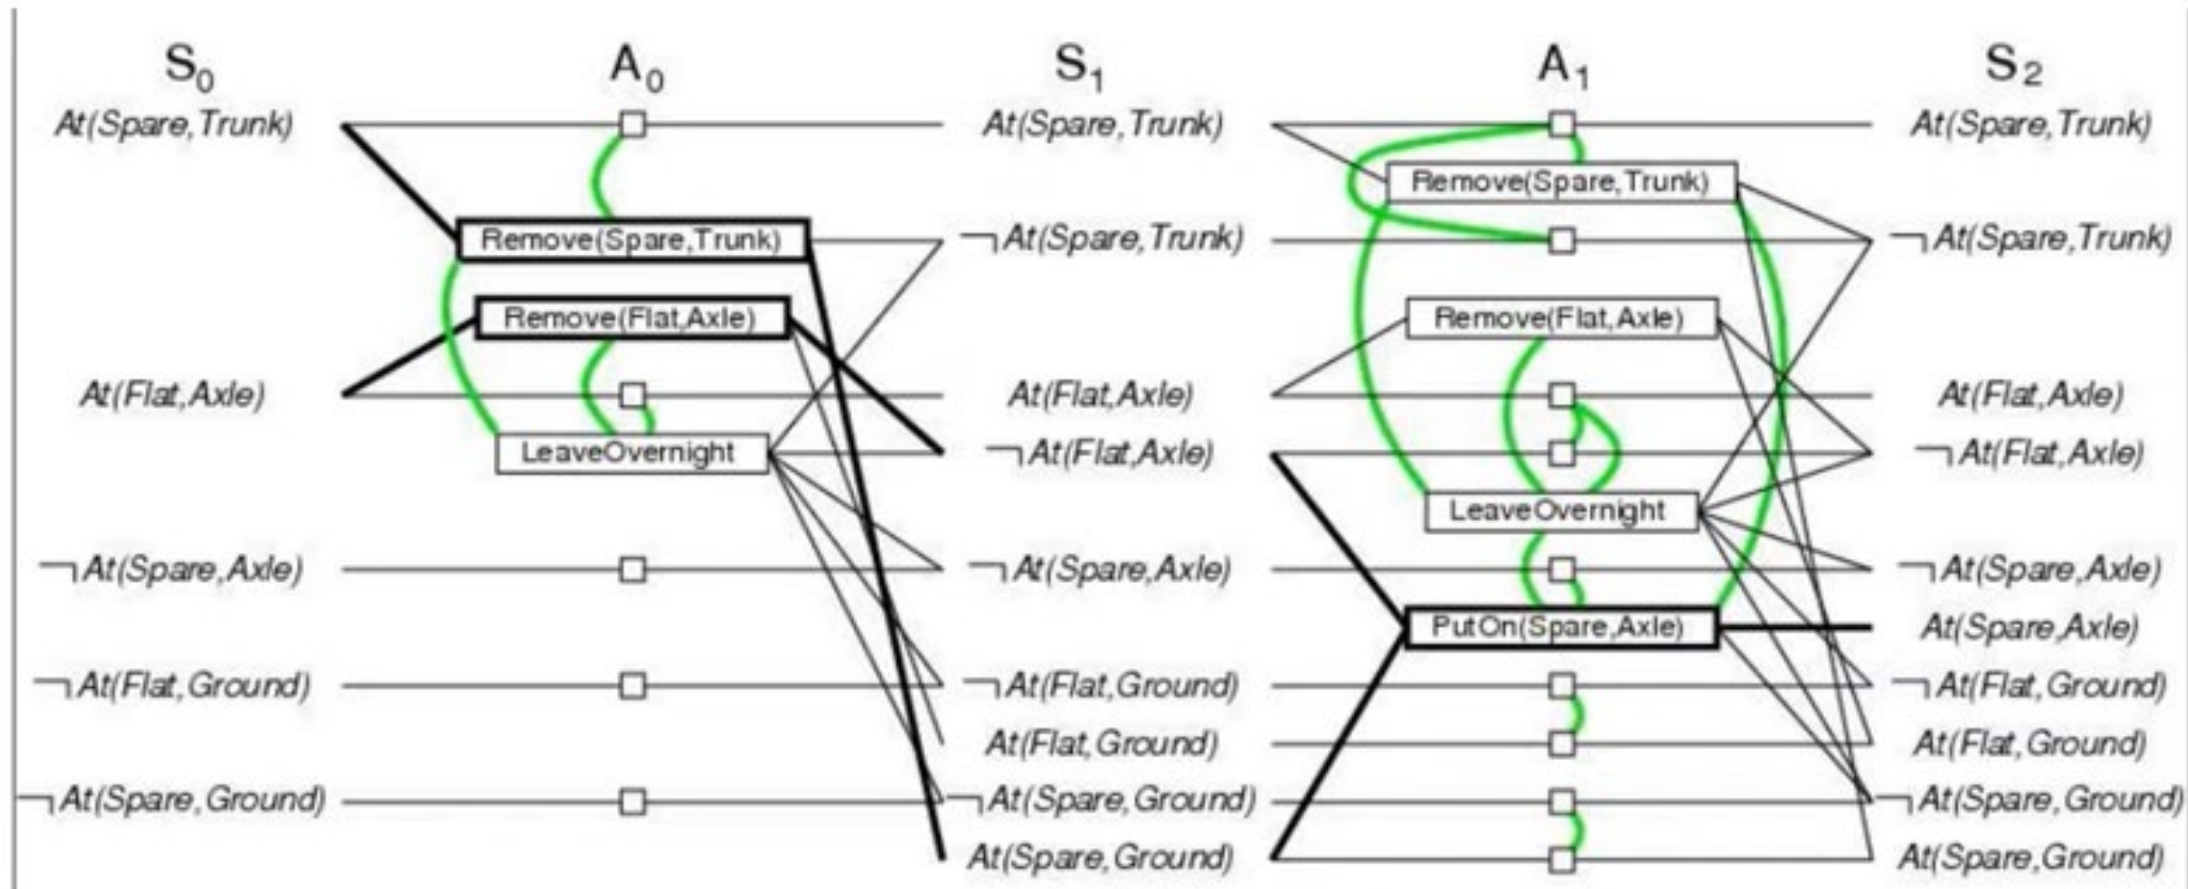 S0 A0 S1 A1 S2
At(Spare,Trunk) At(Spare,Trunk) At(Spare,Trunk)
Remove(Spare,Trunk)
Remove(Spare,Trunk) ¬At(Spare,Trunk) ¬At(Spare,Trunk)
Remove(Flat,Axle) Remove(Flat,Axle)
At(Flat,Axle) At(Flat,Axle) At(Flat,Axle)
LeaveOvernight ¬At(Flat,Axle) ¬At(Flat,Axle)
LeaveOvernight
¬At(Spare,Axle) ¬At(Spare,Axle) ¬At(Spare,Axle)
PutOn(Spare,Axle) At(Spare,Axle)
¬At(Flat,Ground) ¬At(Flat,Ground) ¬At(Flat,Ground)
At(Flat,Ground) At(Flat,Ground)
¬At(Spare,Ground) ¬At(Spare,Ground) ¬At(Spare,Ground)
At(Spare,Ground) At(Spare,Ground)